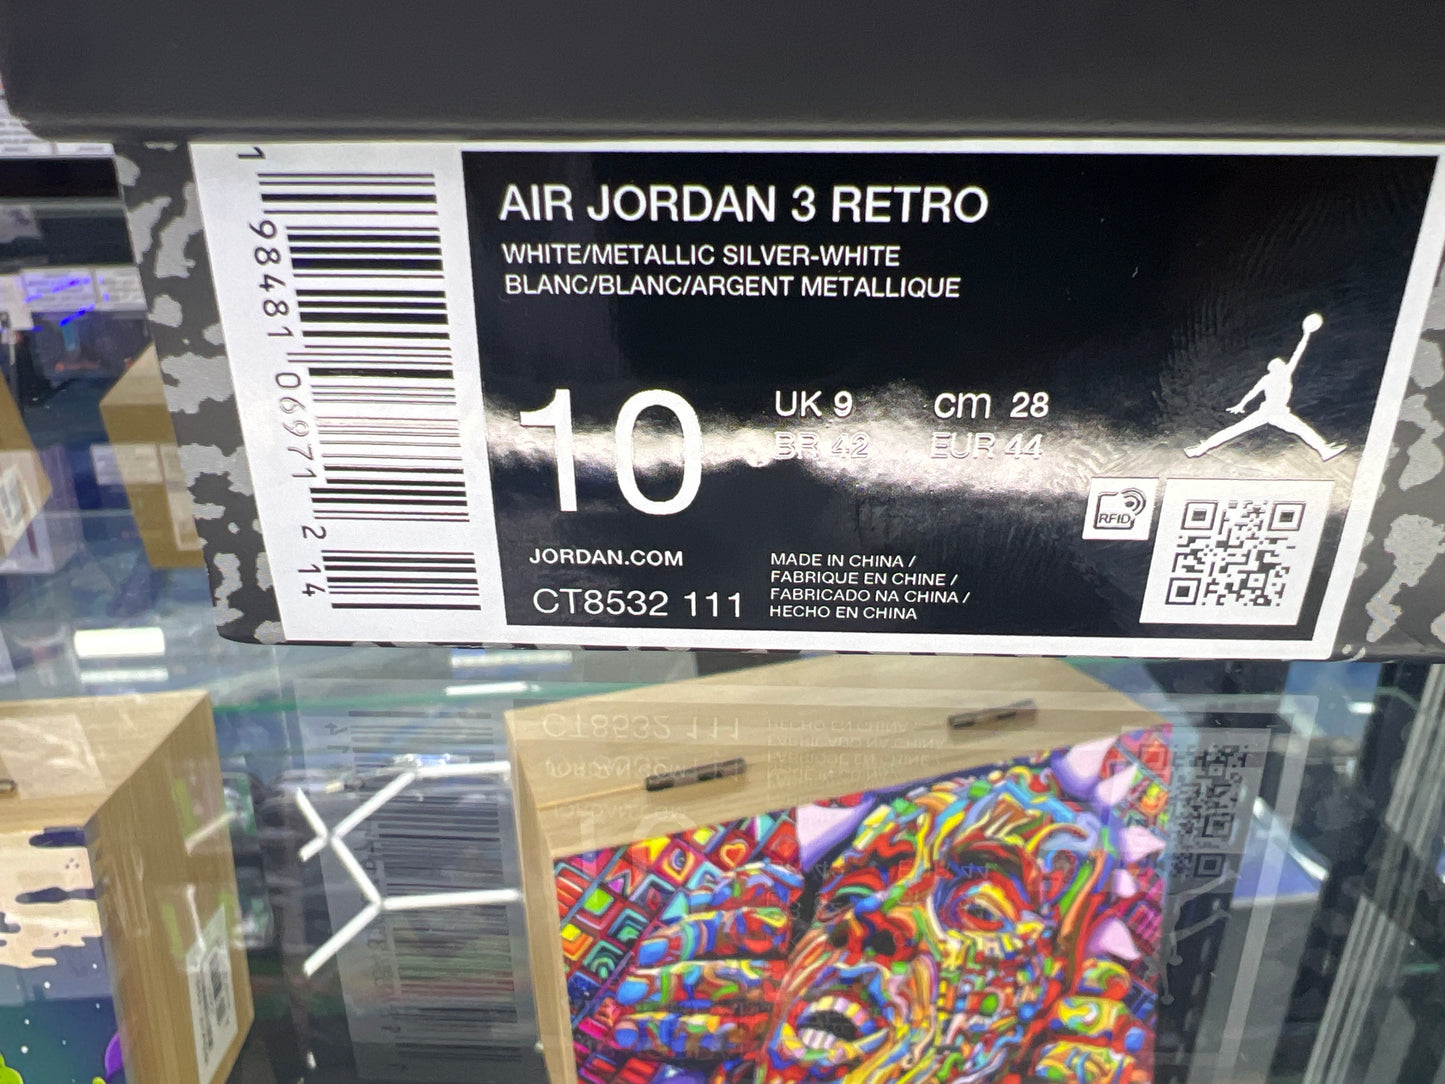 1 98481 06971 2 14
AIR JORDAN 3 RETRO
WHITE/METALLIC SILVER-WHITE
BLANC/BLANC/ARGENT METALLIQUE
10
UK 9 cm 28
BR 42 EUR 44
RFID
JORDAN.COM
CT8532 111
MADE IN CHINA /
FABRIQUE EN CHINE /
FABRICADO NA CHINA /
HECHO EN CHINA